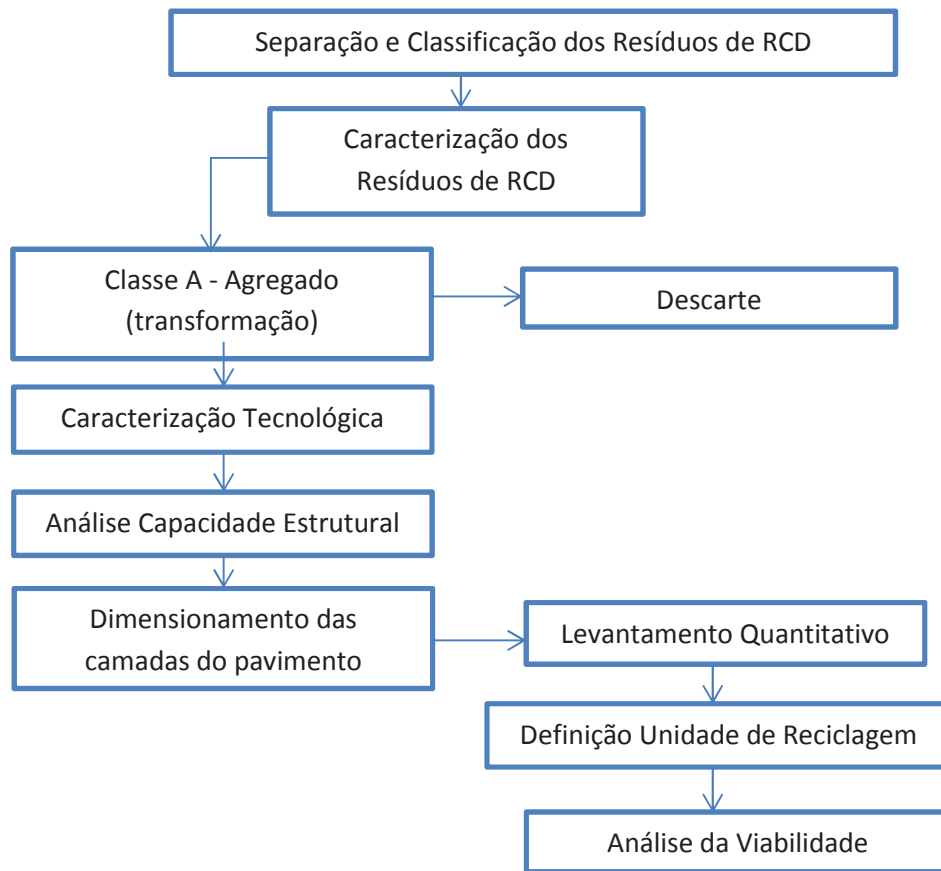 Separação e Classificação dos Resíduos de RCD
Caracterização dos
Resíduos de RCD
Classe A - Agregado
(transformação)
Descarte
Caracterização Tecnológica
Análise Capacidade Estrutural
Dimensionamento das
camadas do pavimento
Levantamento Quantitativo
Definição Unidade de Reciclagem
Análise da Viabilidade